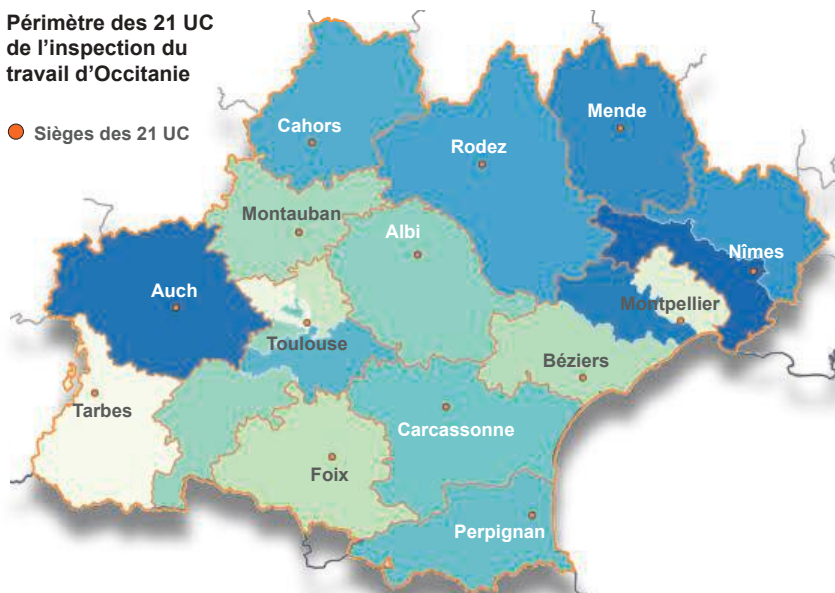 Périmètre des 21 UC
de l’inspection du
travail d’Occitanie
Sièges des 21 UC
Cahors
Rodez
Mende
Montauban
Albi
Nîmes
Auch
Montpellier
Toulouse
Béziers
Tarbes
Carcassonne
Foix
Perpignan